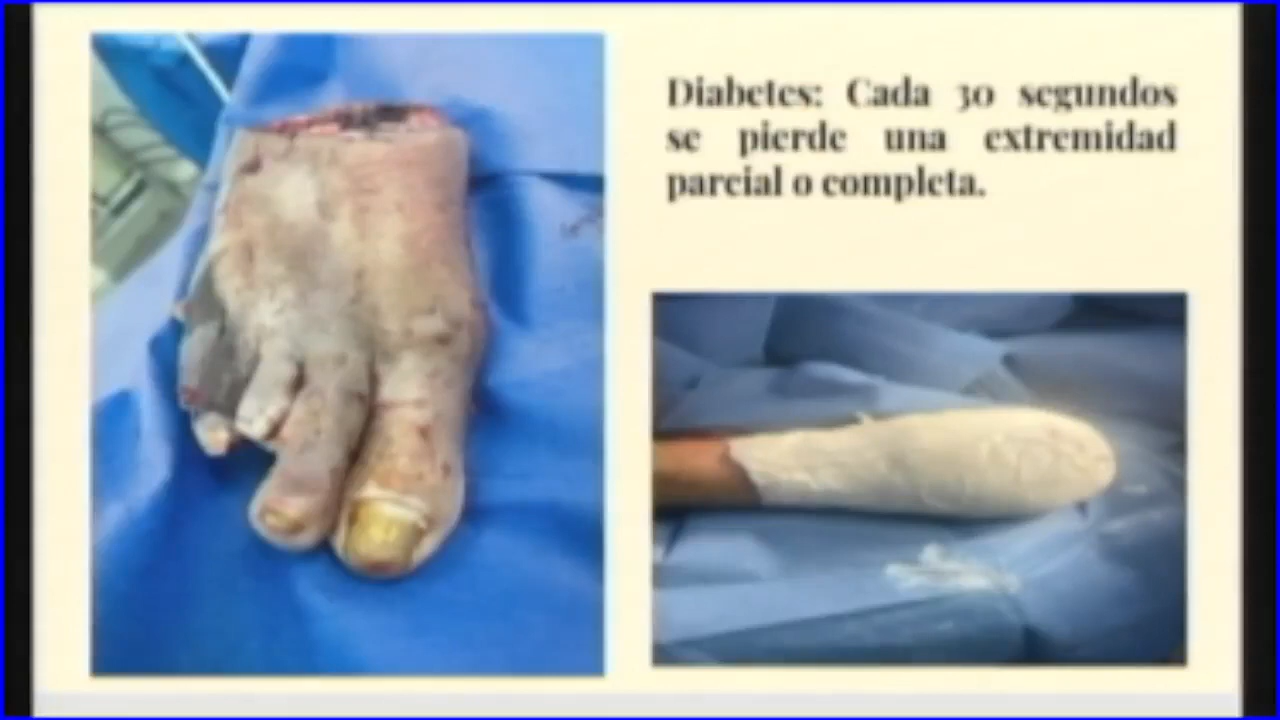 Diabetes: Cada 30 segundos
se pierde una extremidad
parcial o completa.